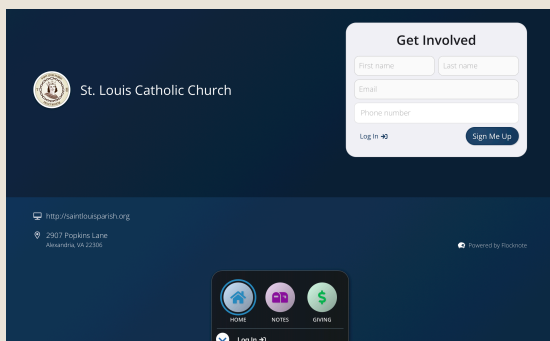 Get Involved
First name
Last name
St. Louis Catholic Church
Email
Phone number
Log In
Sign Me Up
http://saintlouisparish.org
2907 Popkins Lane
Alexandria, VA 22306
Powered by Flocknote
HOME
NOTES
GIVING
Log In